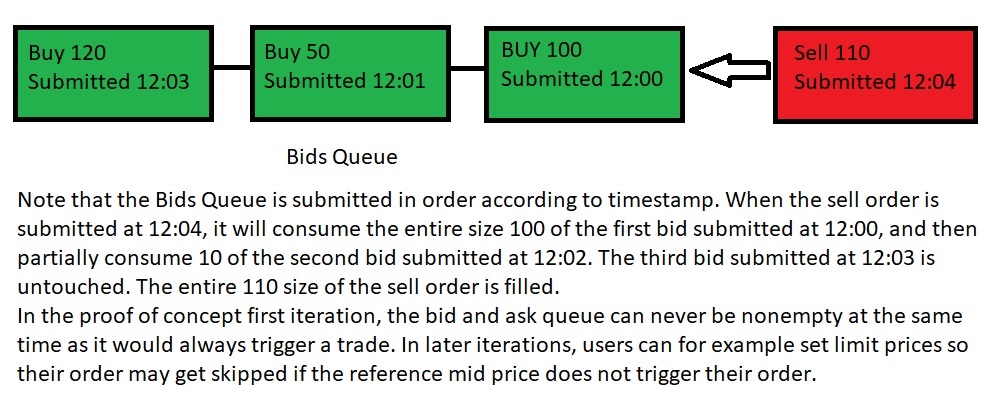 Buy 120
Submitted 12:03
Buy 50
Submitted 12:01
BUY 100
Submitted 12:00
Sell 110
Submitted 12:04
Bids Queue
Note that the Bids Queue is submitted in order according to timestamp. When the sell order is
submitted at 12:04, it will consume the entire size 100 of the first bid submitted at 12:00, and then
partially consume 10 of the second bid submitted at 12:02. The third bid submitted at 12:03 is
untouched. The entire 110 size of the sell order is filled.
In the proof of concept first iteration, the bid and ask queue can never be nonempty at the same
time as it would always trigger a trade. In later iterations, users can for example set limit prices so
their order may get skipped if the reference mid price does not trigger their order.